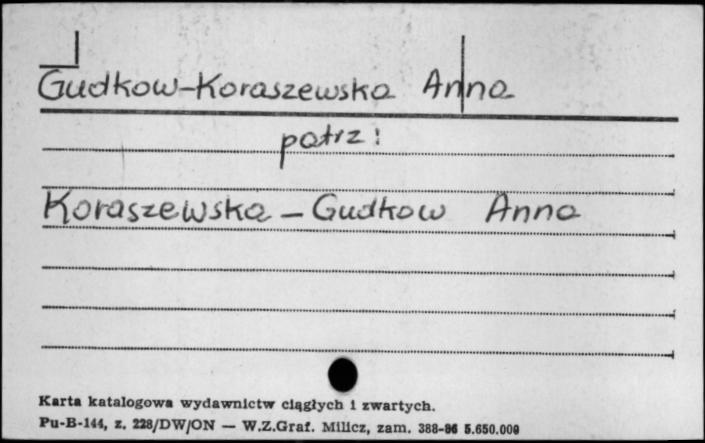 Gudkow-Koraszewska Anna
patrz:
Koraszewska - Gudkow Anna
Karta katalogowa wydawnictw ciągłych i zwartych.
Pu-B-144, z. 228/DW/ON — W.Z.Graf. Milicz, zam. 388-86 5.650.000